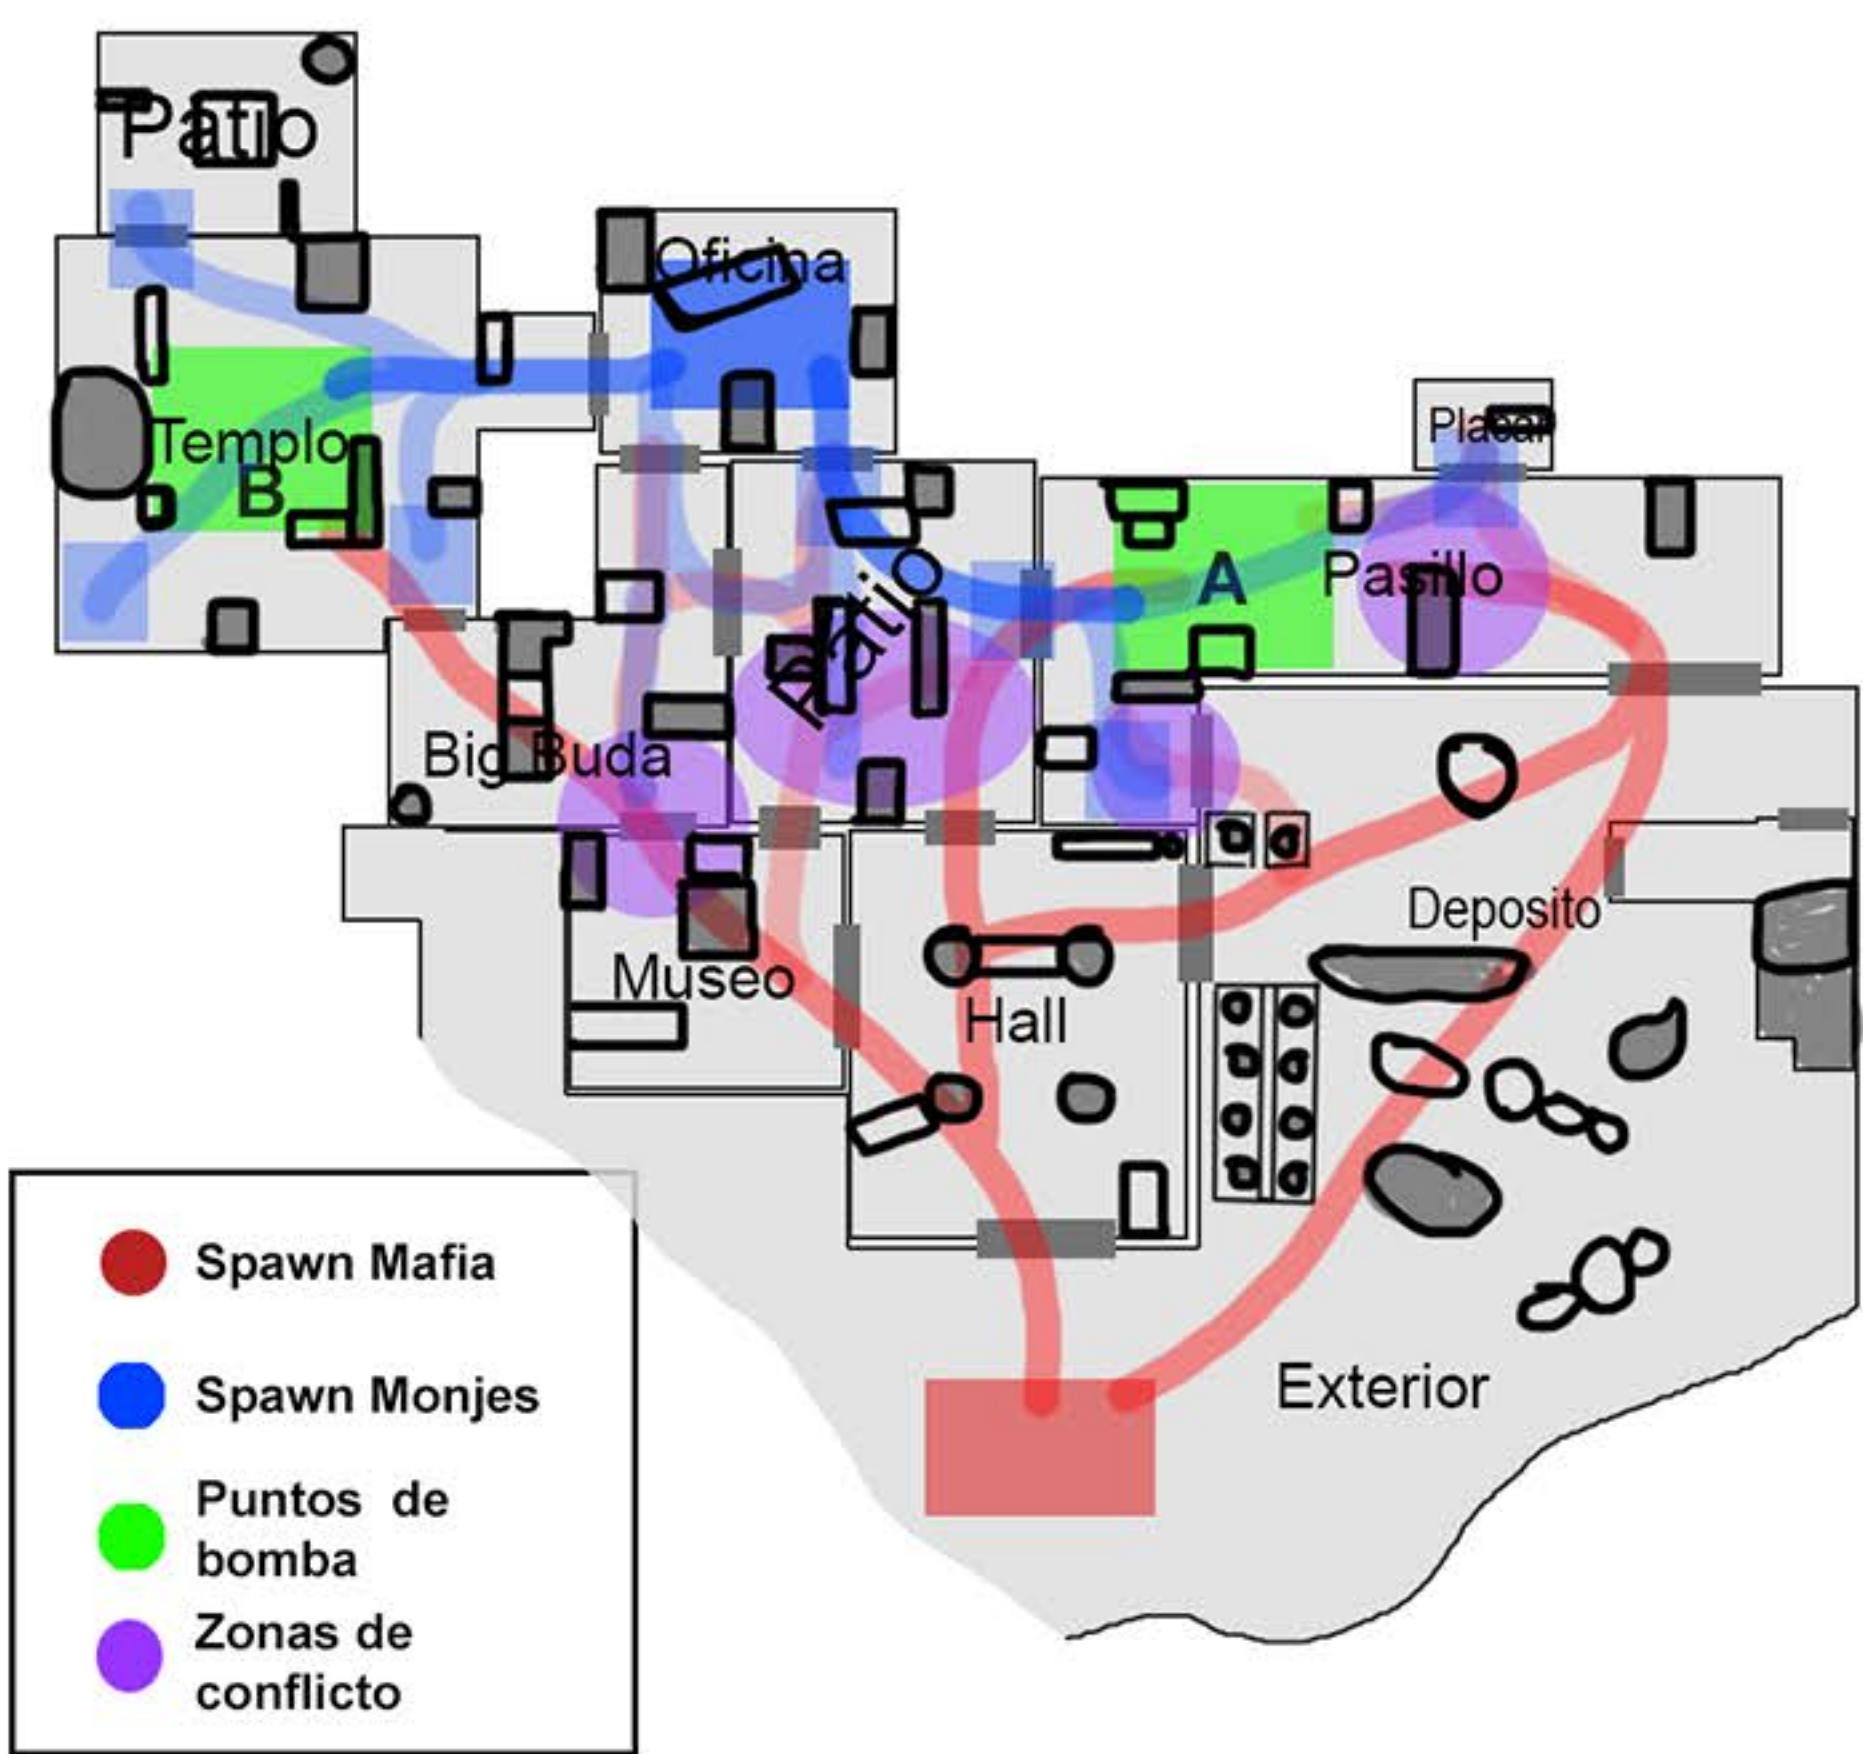 Patio
Oficina
Placar
Templo
B
A
Pasillo
Patio
Big Buda
Deposito
Museo
Hall
Exterior
Spawn Mafia
Spawn Monjes
Puntos de
bomba
Zonas de
conflicto